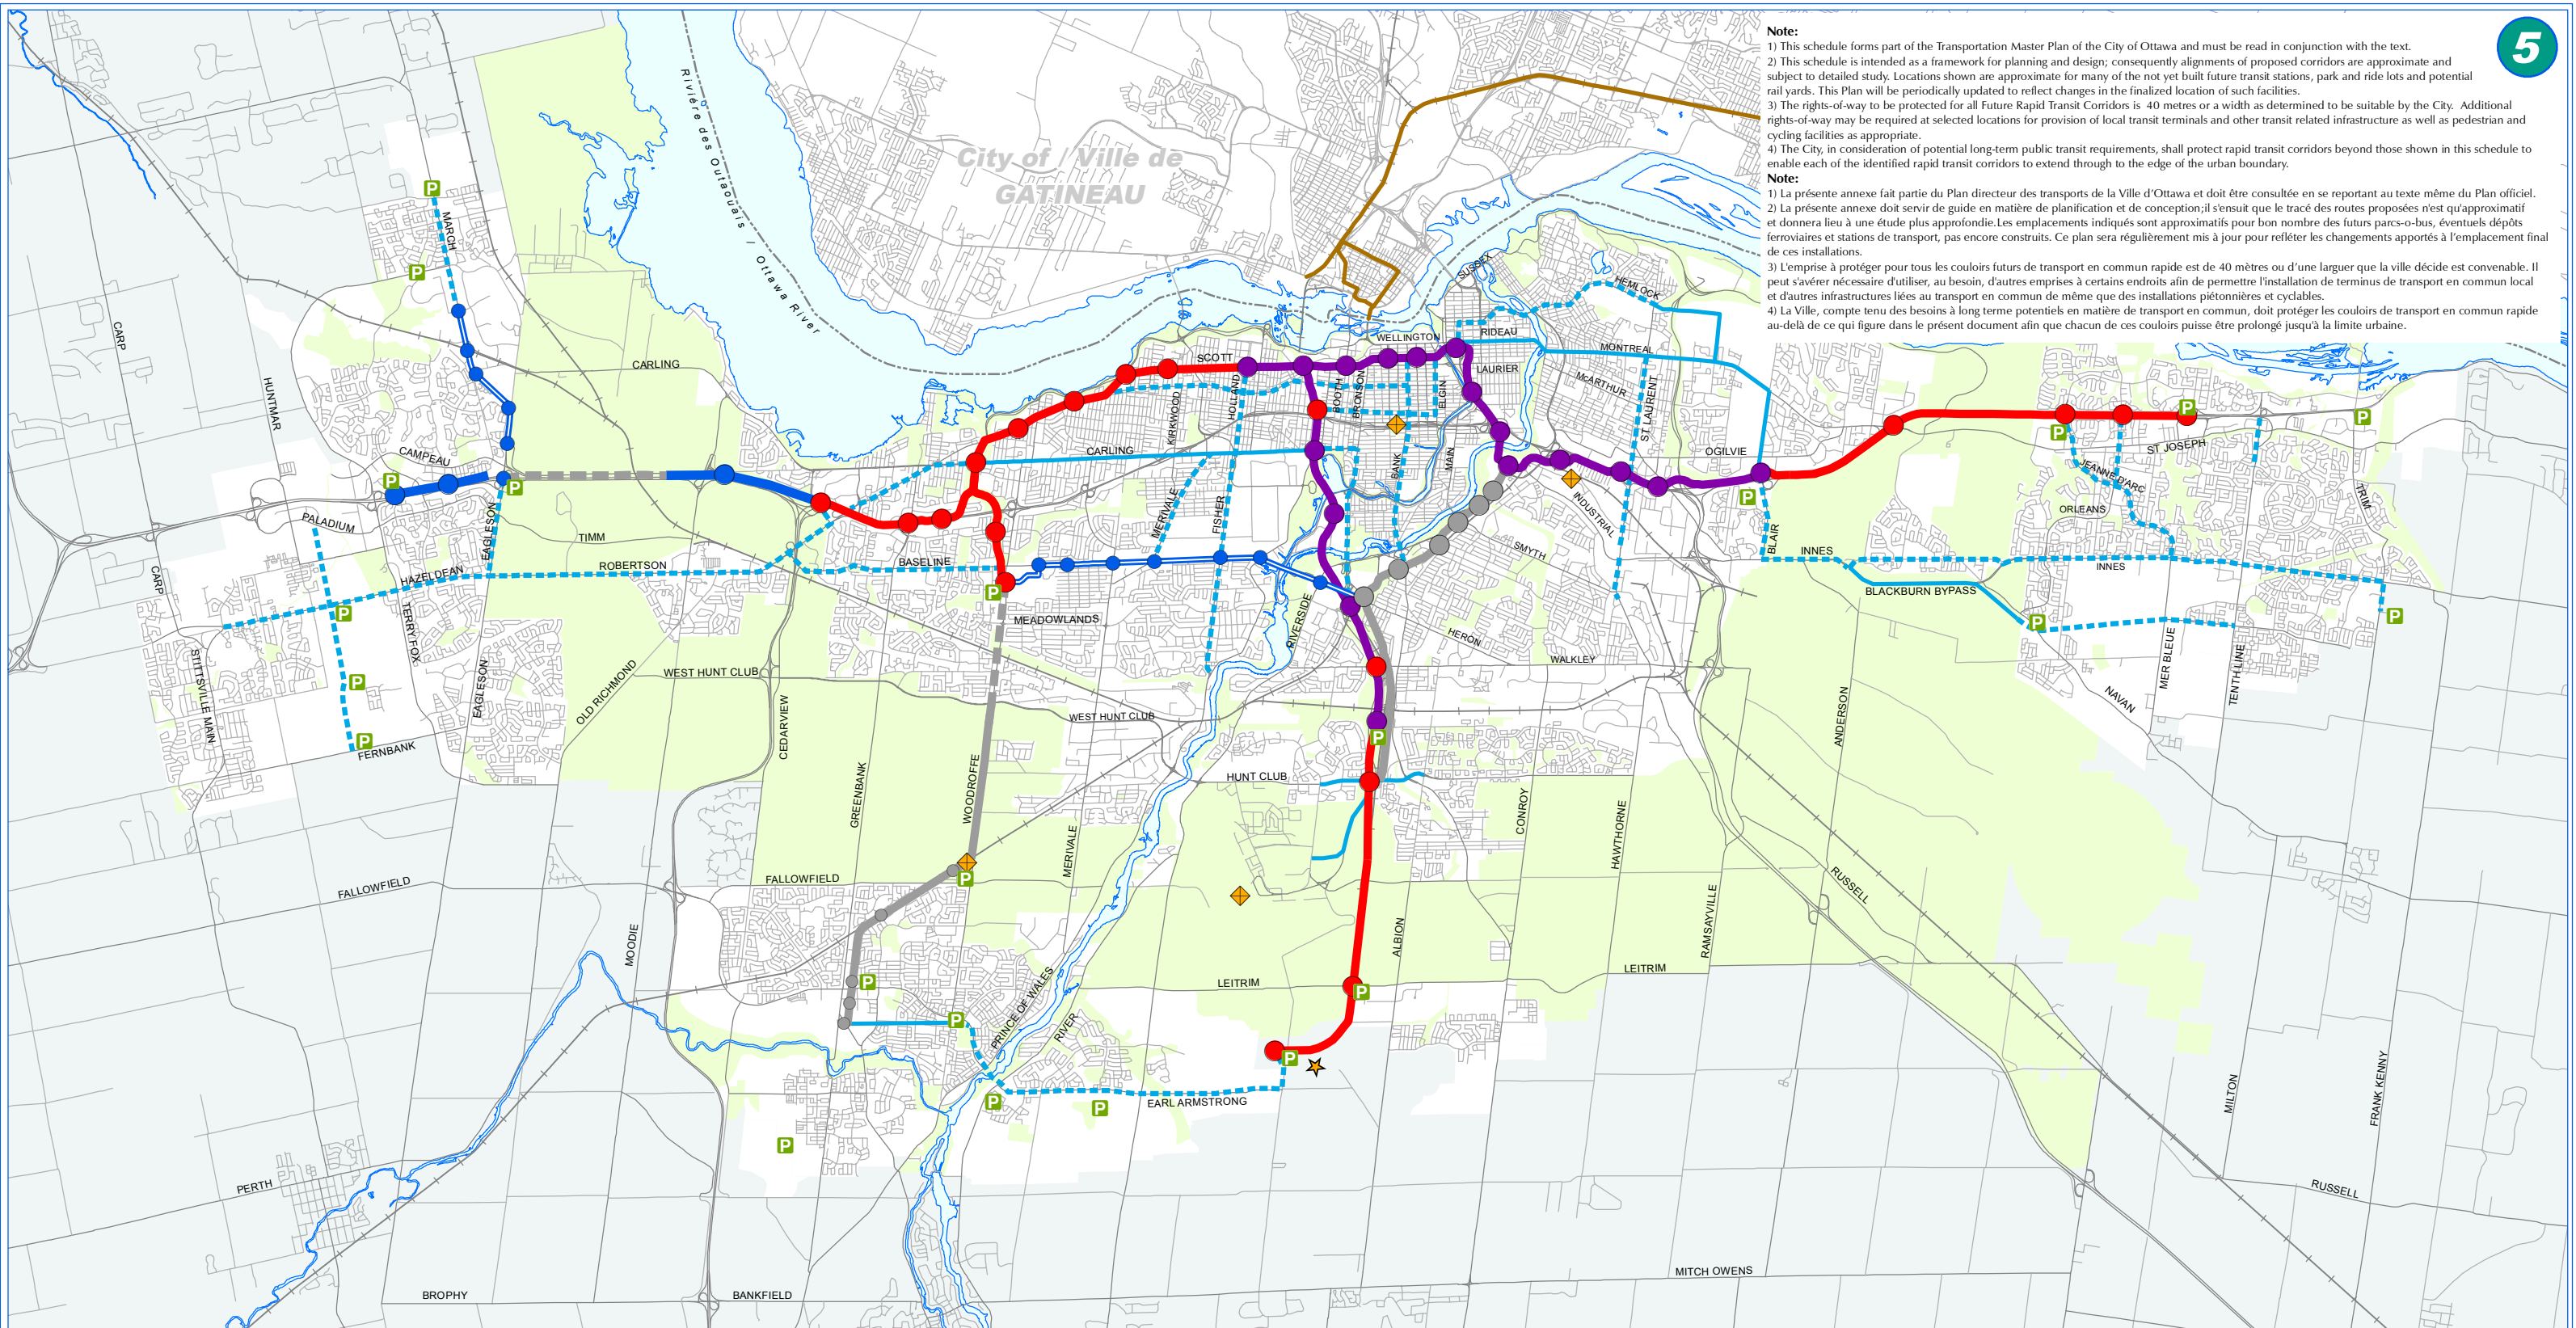 Note:
1) This schedule forms part of the Transportation Master Plan of the City of Ottawa and must be read in conjunction with the text.
2) This schedule is intended as a framework for planning and design; consequently alignments of proposed corridors are approximate and
subject to detailed study. Locations shown are approximate for many of the not yet built future transit stations, park and ride lots and potential
rail yards. This Plan will be periodically updated to reflect changes in the finalized location of such facilities.
3) The rights-of-way to be protected for all Future Rapid Transit Corridors is 40 metres or a width as determined to be suitable by the City. Additional
rights-of-way may be required at selected locations for provision of local transit terminals and other transit related infrastructure as well as pedestrian and
cycling facilities as appropriate.
4) The City, in consideration of potential long-term public transit requirements, shall protect rapid transit corridors beyond those shown in this schedule to
enable each of the identified rapid transit corridors to extend through to the edge of the urban boundary.
Note:
1) La présente annexe fait partie du Plan directeur des transports de la Ville d'Ottawa et doit être consultée en se reportant au texte même du Plan officiel.
2) La présente annexe doit servir de guide en matière de planification et de conception;il s'ensuit que le tracé des routes proposées n'est qu'approximatif
et donnera lieu à une étude plus approfondie.Les emplacements indiqués sont approximatifs pour bon nombre des futurs parcs-o-bus, éventuels dépôts
ferroviaires et stations de transport, pas encore construits. Ce plan sera régulièrement mis à jour pour refléter les changements apportés à l'emplacement final
de ces installations.
3) L'emprise à protéger pour tous les couloirs futurs de transport en commun rapide est de 40 mètres ou d'une larguer que la ville décide est convenable. Il
peut s'avérer nécessaire d'utiliser, au besoin, d'autres emprises à certains endroits afin de permettre l'installation de terminus de transport en commun local
et d'autres infrastructures liées au transport en commun de même que des installations piétonnières et cyclables.
4) La Ville, compte tenu des besoins à long terme potentiels en matière de transport en commun, doit protéger les couloirs de transport en commun rapide
au-delà de ce qui figure dans le présent document afin que chacun de ces couloirs puisse être prolongé jusqu'à la limite urbaine.
5
City of / Ville de
GATINEAU
Rivière des Outaouais / Ottawa River
P
MARCH
P
SUSSEX
HEMLOCK
CARP
HUNTMAR
CARLING
SCOTT
WELLINGTON
RIDEAU
MONTREAL
LAURIER
McARTHUR
ST LAURENT
KIRKWOOD
HOLLAND
BOOTH
BRONSON
ELGIN
P
P
P
CAMPEAU
CARLING
MAIN
BANK
OGILVIE
ST JOSEPH
JEANNE D'ARC
P
P
P
MERIVALE
FISHER
INDUSTRIAL
TRIM
PALADIUM
EAGLESON
TIMM
ORLEANS
SMYTH
BLAIR
INNES
INNES
CARP
HAZELDEAN
ROBERTSON
BASELINE
P
BLACKBURN BYPASS
P
TERRY FOX
MEADOWLANDS
RIVERSIDE
HERON
P
P
STITTSVILLE MAIN
EAGLESON
OLD RICHMOND
WEST HUNT CLUB
WALKLEY
MER BLEUE
TENTH LINE
P
NAVAN
ANDERSON
CEDARVIEW
WEST HUNT CLUB
P
FERNBANK
P
GREENBANK
WOODROFFE
HUNT CLUB
MERIVALE
CONROY
HAWTHORNE
FALLOWFIELD
FALLOWFIELD
P
RUSSELL
MOODIE
ALBION
RAMSAYVILLE
P
LEITRIM
LEITRIM
P
PRINCE OF WALES
RIVER
P
P
P
P
EARL ARMSTRONG
P
MILTON
FRANK KENNY
PERTH
RUSSELL
BROPHY
BANKFIELD
MITCH OWENS